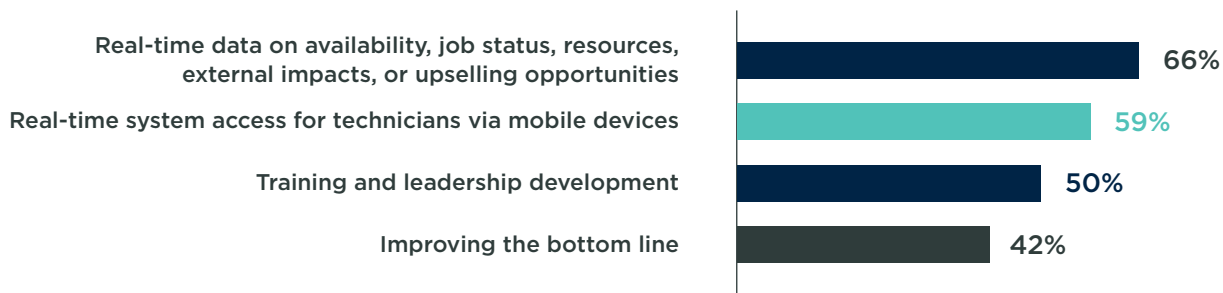 Real-time data on availability, job status, resources,
external impacts, or upselling opportunities
66%
Real-time system access for technicians via mobile devices
59%
Training and leadership development
50%
Improving the bottom line
42%